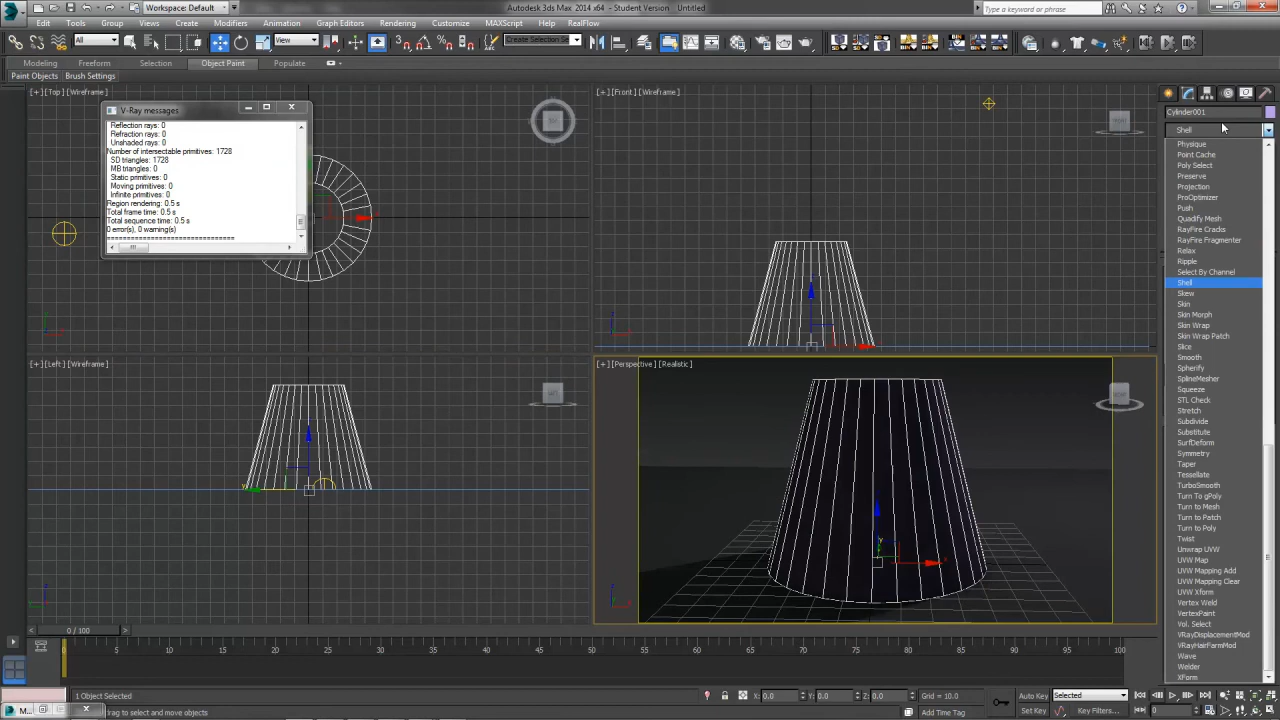 Workspace: Default
Autodesk 3ds Max 2014 x64 - Student Version
Untitled
Type a keyword or phrase
Edit
Tools
Group
Views
Create
Modifiers
Animation
Graph Editors
Rendering
Customize
MAXScript
Help
RealFlow
All
View
Create Selection Se
Modeling
Freeform
Selection
Object Paint
Populate
Paint Objects
Brush Settings
[+] [Top] [Wireframe]
[+] [Front] [Wireframe]
V-Ray messages
Reflection rays: 0
Refraction rays: 0
Unshaded rays: 0
Number of intersectable primitives: 1728
SD triangles: 1728
MB triangles: 0
Static primitives: 0
Moving primitives: 0
Infinite primitives: 0
Region rendering: 0.5 s
Total frame time: 0.5 s
Total sequence time: 0.5 s
0 error(s), 0 warning(s)
================================
[+] [Left] [Wireframe]
[+] [Perspective] [Realistic]
Cylinder001
Shell
Physique
Point Cache
Poly Select
Preserve
Projection
ProOptimizer
Push
Quadify Mesh
RayFire Cracks
RayFire Fragmenter
Relax
Ripple
Select By Channel
Shell
Skew
Skin
Skin Morph
Skin Wrap
Skin Wrap Patch
Slice
Smooth
Spherify
SplineMesher
Squeeze
STL Check
Stretch
Subdivide
Substitute
SurfDeform
Symmetry
Taper
Tessellate
TurboSmooth
Turn To gPoly
Turn to Mesh
Turn to Patch
Turn to Poly
Twist
Unwrap UVW
UVW Map
UVW Mapping Add
UVW Mapping Clear
UVW Xform
Vertex Weld
VertexPaint
Vol. Select
VRayDisplacementMod
VRayHairFarmMod
Wave
Welder
XForm
0 / 100
0 5 10 15 20 25 30 35 40 45 50 55 60 65 70 75 80 85 90 95 100
1 Object Selected
X: 0.0
Y: 0.0
Z: 0.0
Grid = 10.0
Auto Key
Selected
drag to select and move objects
Add Time Tag
Set Key
Key Filters...
0